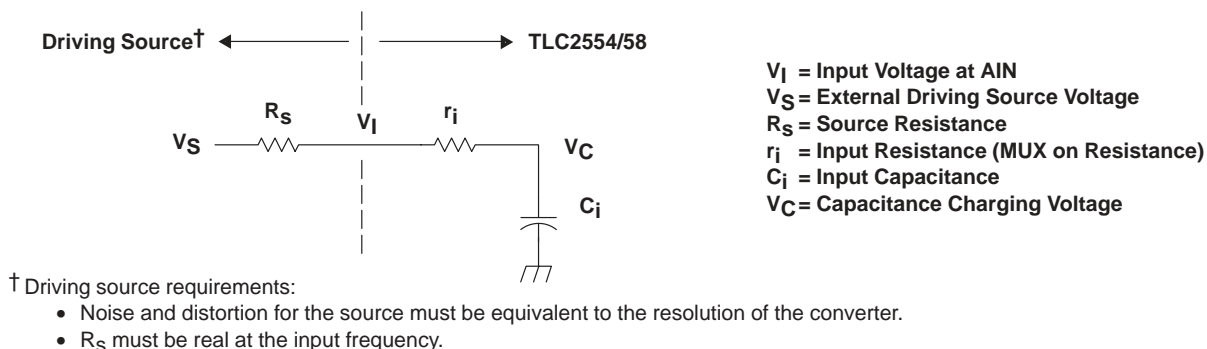 Driving Source†
TLC2554/58
VI = Input Voltage at AIN
VS = External Driving Source Voltage
Rs = Source Resistance
ri = Input Resistance (MUX on Resistance)
Ci = Input Capacitance
VC = Capacitance Charging Voltage
Rs
VI
ri
VS
VC
Ci
† Driving source requirements:
• Noise and distortion for the source must be equivalent to the resolution of the converter.
• Rs must be real at the input frequency.